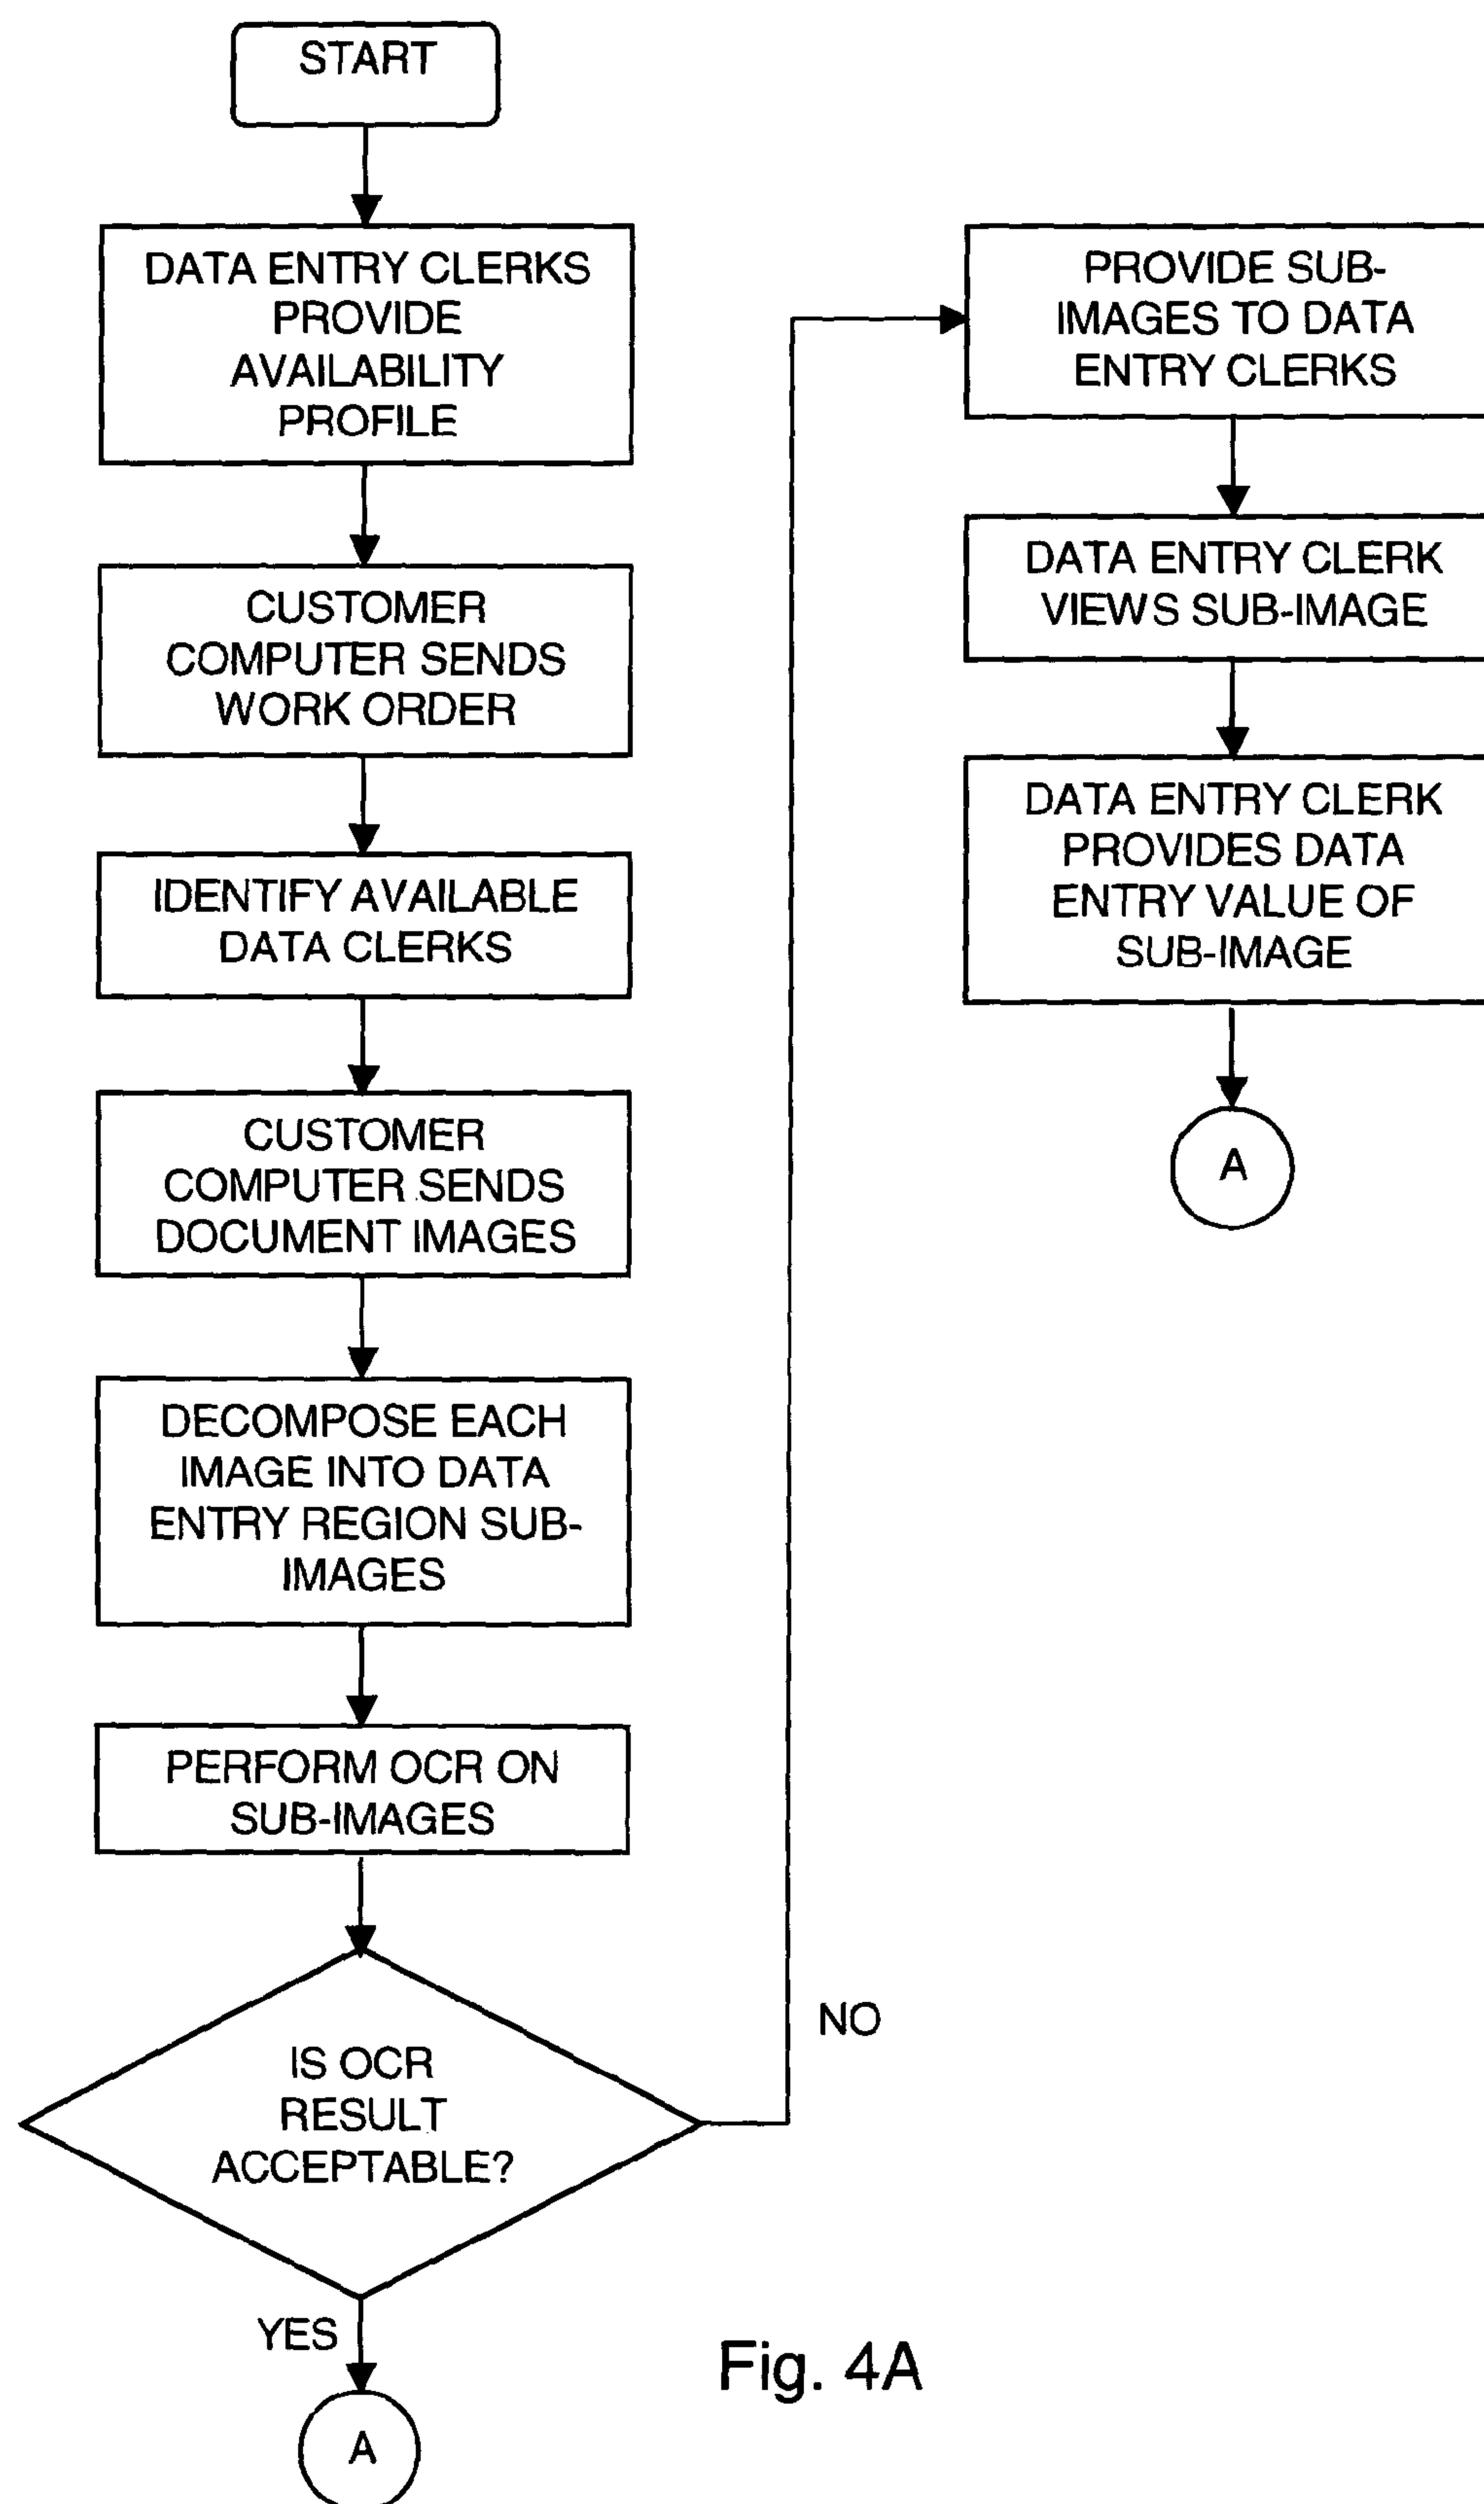 START
DATA ENTRY CLERKS
PROVIDE
AVAILABILITY
PROFILE
CUSTOMER
COMPUTER SENDS
WORK ORDER
IDENTIFY AVAILABLE
DATA CLERKS
CUSTOMER
COMPUTER SENDS
DOCUMENT IMAGES
DECOMPOSE EACH
IMAGE INTO DATA
ENTRY REGION SUB-
IMAGES
PERFORM OCR ON
SUB-IMAGES
IS OCR
RESULT
ACCEPTABLE?
YES
A
NO
PROVIDE SUB-
IMAGES TO DATA
ENTRY CLERKS
DATA ENTRY CLERK
VIEWS SUB-IMAGE
DATA ENTRY CLERK
PROVIDES DATA
ENTRY VALUE OF
SUB-IMAGE
A
Fig. 4A